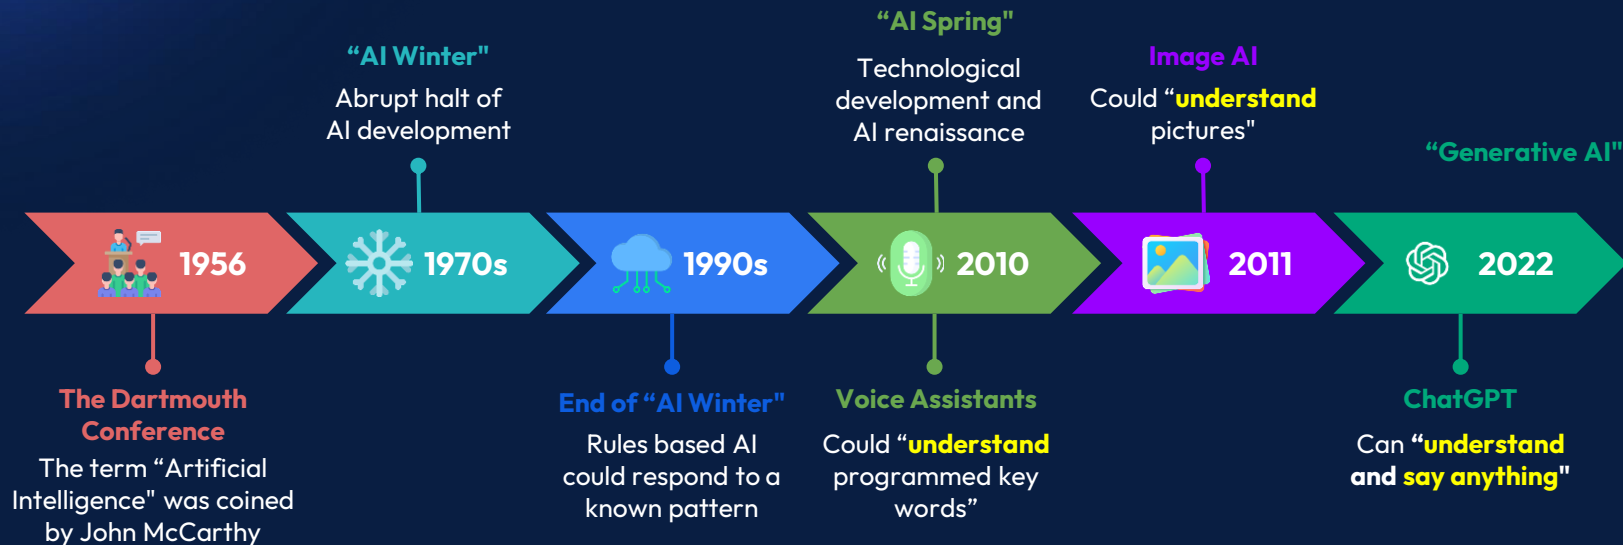 “AI Spring"
“AI Winter"
Technological
development and
AI renaissance
Image AI
Abrupt halt of
AI development
Could “understand
pictures"
“Generative AI"
1956
1970s
1990s
2010
2011
2022
The Dartmouth
Conference
The term “Artificial
Intelligence" was coined
by John McCarthy
End of “AI Winter"
Rules based AI
could respond to a
known pattern
Voice Assistants
Could “understand
programmed key
words”
ChatGPT
Can “understand
and say anything"